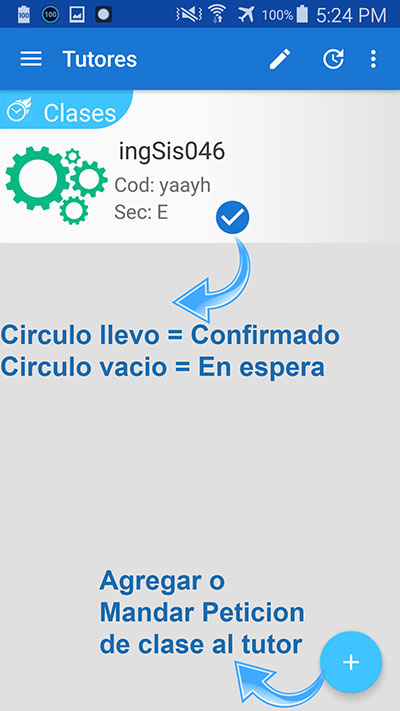 100
100
100%
5:24 PM
Tutores
Clases
ingSis046
Cod: yaayh
Sec: E
Circulo llevo = Confirmado
Circulo vacio = En espera
Agregar o
Mandar Peticion
de clase al tutor
+